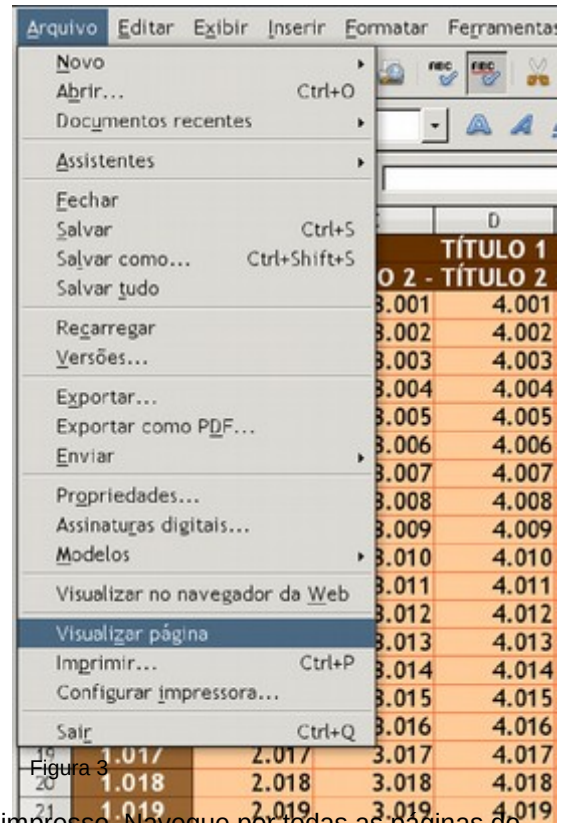 Arquivo Editar Exibir Inserir Formatar Ferramentas
Novo
Abrir... Ctrl+O
Documentos recentes
Assistentes
Fechar
Salvar Ctrl+S
Salvar como... Ctrl+Shift+S
Salvar tudo
Recarregar
Versões...
Exportar...
Exportar como PDF...
Enviar
Propriedades...
Assinaturas digitais...
Modelos
Visualizar no navegador da Web
Visualizar página
Imprimir... Ctrl+P
Configurar impressora...
Sair Ctrl+Q
D
TÍTULO 1
O 2 - TÍTULO 2
3.001 4.001
3.002 4.002
3.003 4.003
3.004 4.004
3.005 4.005
3.006 4.006
3.007 4.007
3.008 4.008
3.009 4.009
3.010 4.010
3.011 4.011
3.012 4.012
3.013 4.013
3.014 4.014
3.015 4.015
3.016 4.016
19 1.017 2.017 3.017 4.017
Figura 3
20 1.018 2.018 3.018 4.018
21 1.019 2.019 3.019 4.019
impresso. Navegue por todas as páginas do